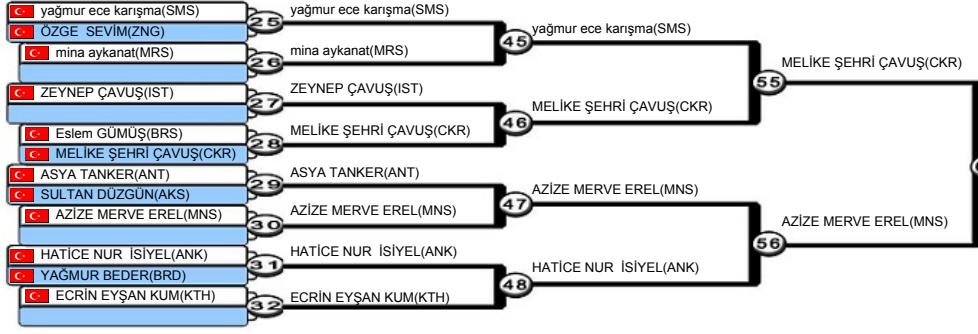 yağmur ece karışma(SMS)
ÖZGE SEVİM(ZNG)
25
yağmur ece karışma(SMS)
mina aykanat(MRS)
26
mina aykanat(MRS)
45
yağmur ece karışma(SMS)
ZEYNEP ÇAVUŞ(IST)
27
ZEYNEP ÇAVUŞ(IST)
Eslem GÜMÜŞ(BRS)
MELİKE ŞEHRİ ÇAVUŞ(CKR)
28
MELİKE ŞEHRİ ÇAVUŞ(CKR)
46
MELİKE ŞEHRİ ÇAVUŞ(CKR)
55
MELİKE ŞEHRİ ÇAVUŞ(CKR)
ASYA TANKER(ANT)
SULTAN DÜZGÜN(AKS)
29
ASYA TANKER(ANT)
AZİZE MERVE EREL(MNS)
30
AZİZE MERVE EREL(MNS)
47
AZİZE MERVE EREL(MNS)
HATİCE NUR İSİYEL(ANK)
YAĞMUR BEDER(BRD)
31
HATİCE NUR İSİYEL(ANK)
ECRİN EYŞAN KUM(KTH)
32
ECRİN EYŞAN KUM(KTH)
48
HATİCE NUR İSİYEL(ANK)
56
AZİZE MERVE EREL(MNS)